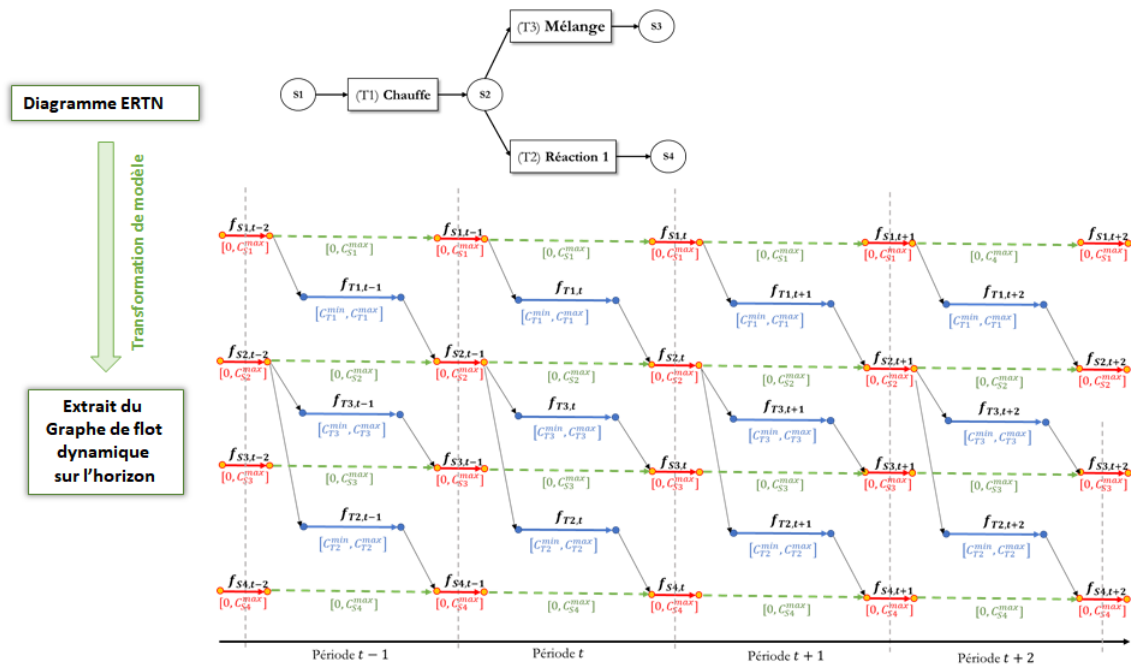 (T3) Mélange
S3
Diagramme ERTN
S1
(T1) Chauffe
S2
(T2) Réaction 1
S4
Transformation de modèle
Extrait du
Graphe de flot
dynamique
sur l’horizon
f_{S1,t−2} f_{S1,t−1} f_{S1,t} f_{S1,t+1} f_{S1,t+2}
[0, C_{S1}^{max}] [0, C_{S1}^{max}] [0, C_{S1}^{max}] [0, C_{S1}^{max}] [0, C_{S1}^{max}] [0, C_{S1}^{max}] [0, C_{S1}^{max}] [0, C_4^{max}] [0, C_{S1}^{max}]
f_{T1,t−1} f_{T1,t} f_{T1,t+1} f_{T1,t+2}
[C_{T1}^{min}, C_{T1}^{max}] [C_{T1}^{min}, C_{T1}^{max}] [C_{T1}^{min}, C_{T1}^{max}] [C_{T1}^{min}, C_{T1}^{max}]
f_{S2,t−2} f_{S2,t−1} f_{S2,t} f_{S2,t+1} f_{S2,t+2}
[0, C_{S2}^{max}] [0, C_{S2}^{max}] [0, C_{S2}^{max}] [0, C_{S2}^{max}] [0, C_{S2}^{max}] [0, C_{S2}^{max}] [0, C_{S2}^{max}] [0, C_{S2}^{max}] [0, C_{S2}^{max}]
f_{T3,t−1} f_{T3,t} f_{T3,t+1} f_{T3,t+2}
[C_{T3}^{min}, C_{T3}^{max}] [C_{T3}^{min}, C_{T3}^{max}] [C_{T3}^{min}, C_{T3}^{max}] [C_{T3}^{min}, C_{T3}^{max}]
f_{S3,t−2} f_{S3,t−1} f_{S3,t} f_{S3,t+1} f_{S3,t+2}
[0, C_{S3}^{max}] [0, C_{S3}^{max}] [0, C_{S3}^{max}] [0, C_{S3}^{max}] [0, C_{S3}^{max}] [0, C_{S3}^{max}] [0, C_{S3}^{max}] [0, C_{S3}^{max}] [0, C_{S3}^{max}]
f_{T2,t−1} f_{T2,t} f_{T2,t+1} f_{T2,t+2}
[C_{T2}^{min}, C_{T2}^{max}] [C_{T2}^{min}, C_{T2}^{max}] [C_{T2}^{min}, C_{T2}^{max}] [C_{T2}^{min}, C_{T2}^{max}]
f_{S4,t−2} f_{S4,t−1} f_{S4,t} f_{S4,t+1} f_{S4,t+2}
[0, C_{S4}^{max}] [0, C_{S4}^{max}] [0, C_{S4}^{max}] [0, C_{S4}^{max}] [0, C_{S4}^{max}] [0, C_{S4}^{max}] [0, C_{S4}^{max}] [0, C_{S4}^{max}] [0, C_{S4}^{max}]
Période t − 1 Période t Période t + 1 Période t + 2